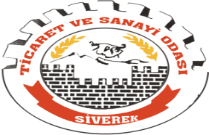 TİCARET VE SANAYİ ODASI
SİVEREK